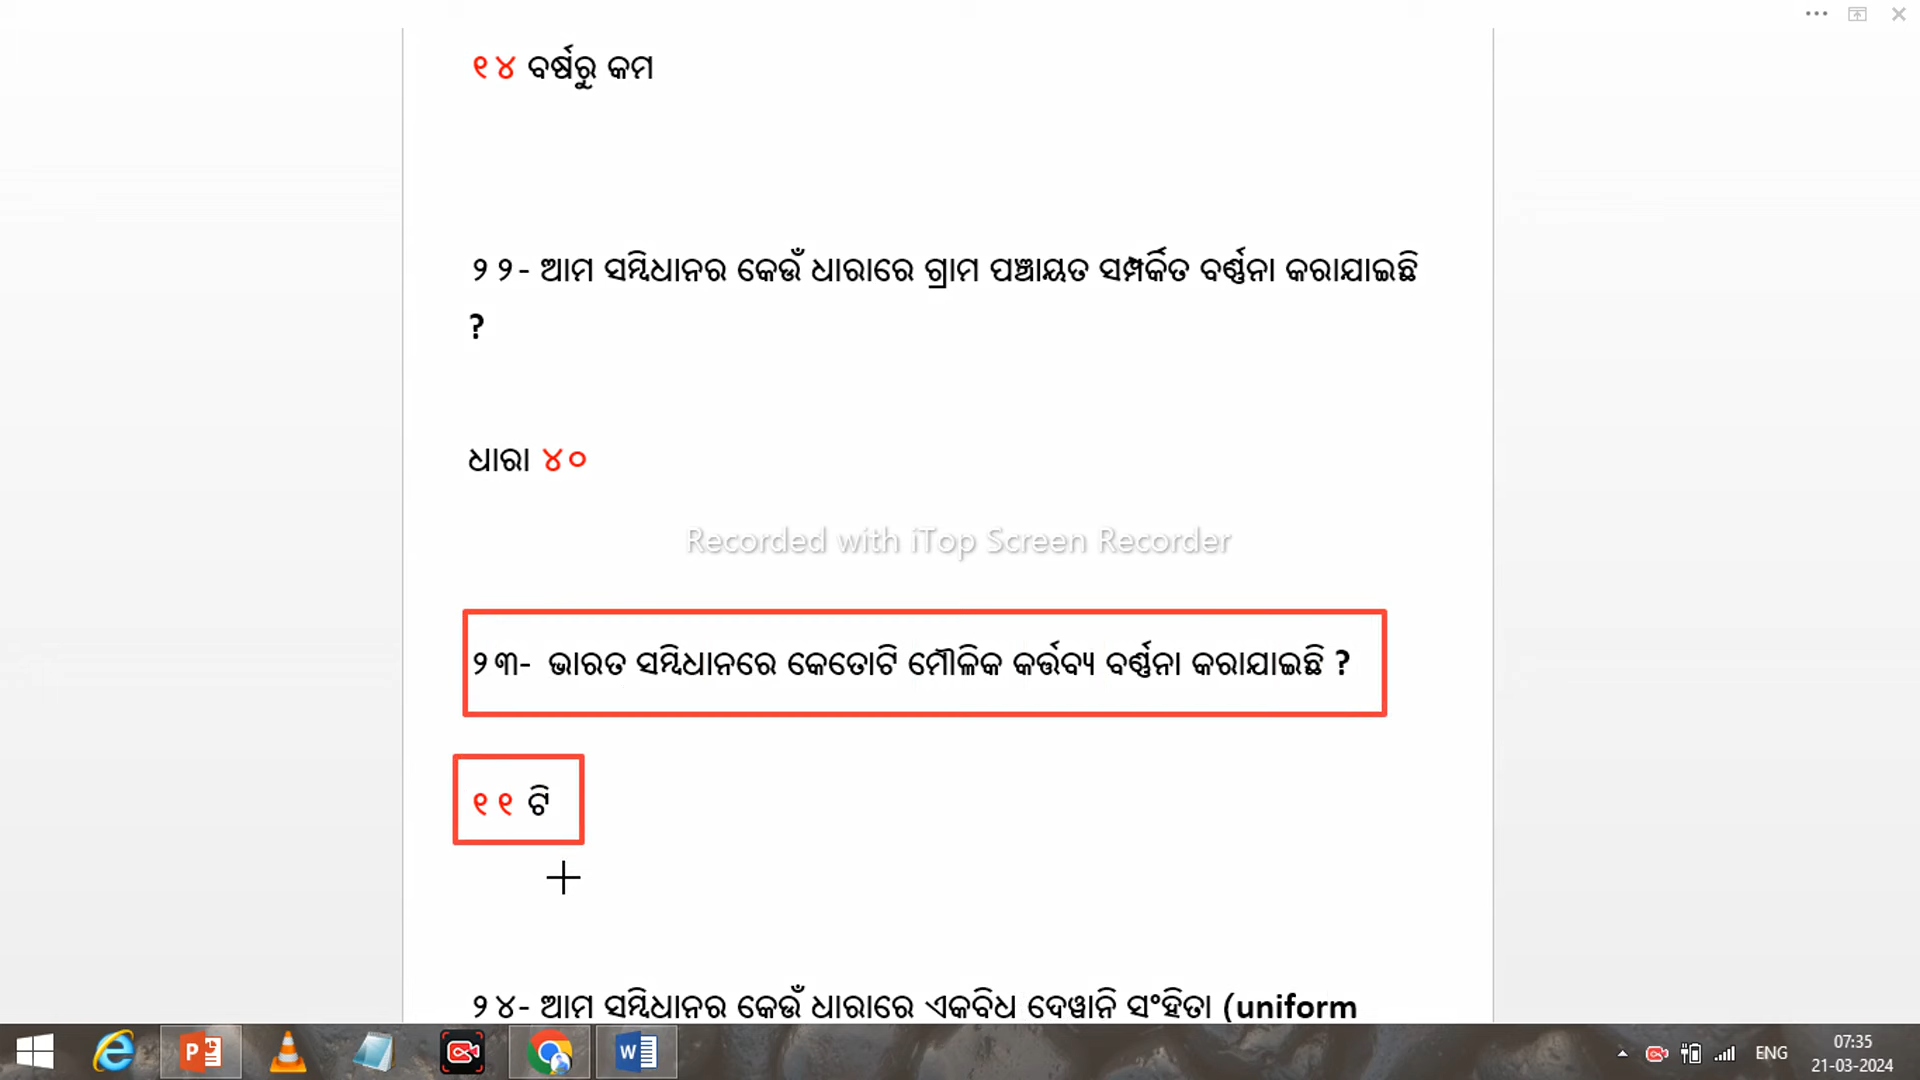 ୧୪ ବର୍ଷରୁ କମ
୨୨- ଆମ ସମ୍ବିଧାନର କେଉଁ ଧାରାରେ ଗ୍ରାମ ପଞ୍ଚାୟତ ସମ୍ପର୍କିତ ବର୍ଣ୍ଣନା କରାଯାଇଛି
?
ଧାରା ୪୦
Recorded with iTop Screen Recorder
୨୩- ଭାରତ ସମ୍ବିଧାନରେ କେତୋଟି ମୌଳିକ କର୍ତ୍ତବ୍ୟ ବର୍ଣ୍ଣନା କରାଯାଇଛି ?
୧୧ ଟି
୨୪- ଆମ ସମ୍ବିଧାନର କେଉଁ ଧାରାରେ ଏକବିଧ ଦେୱାନି ସଂହିତା (uniform
ENG
07:35
21-03-2024